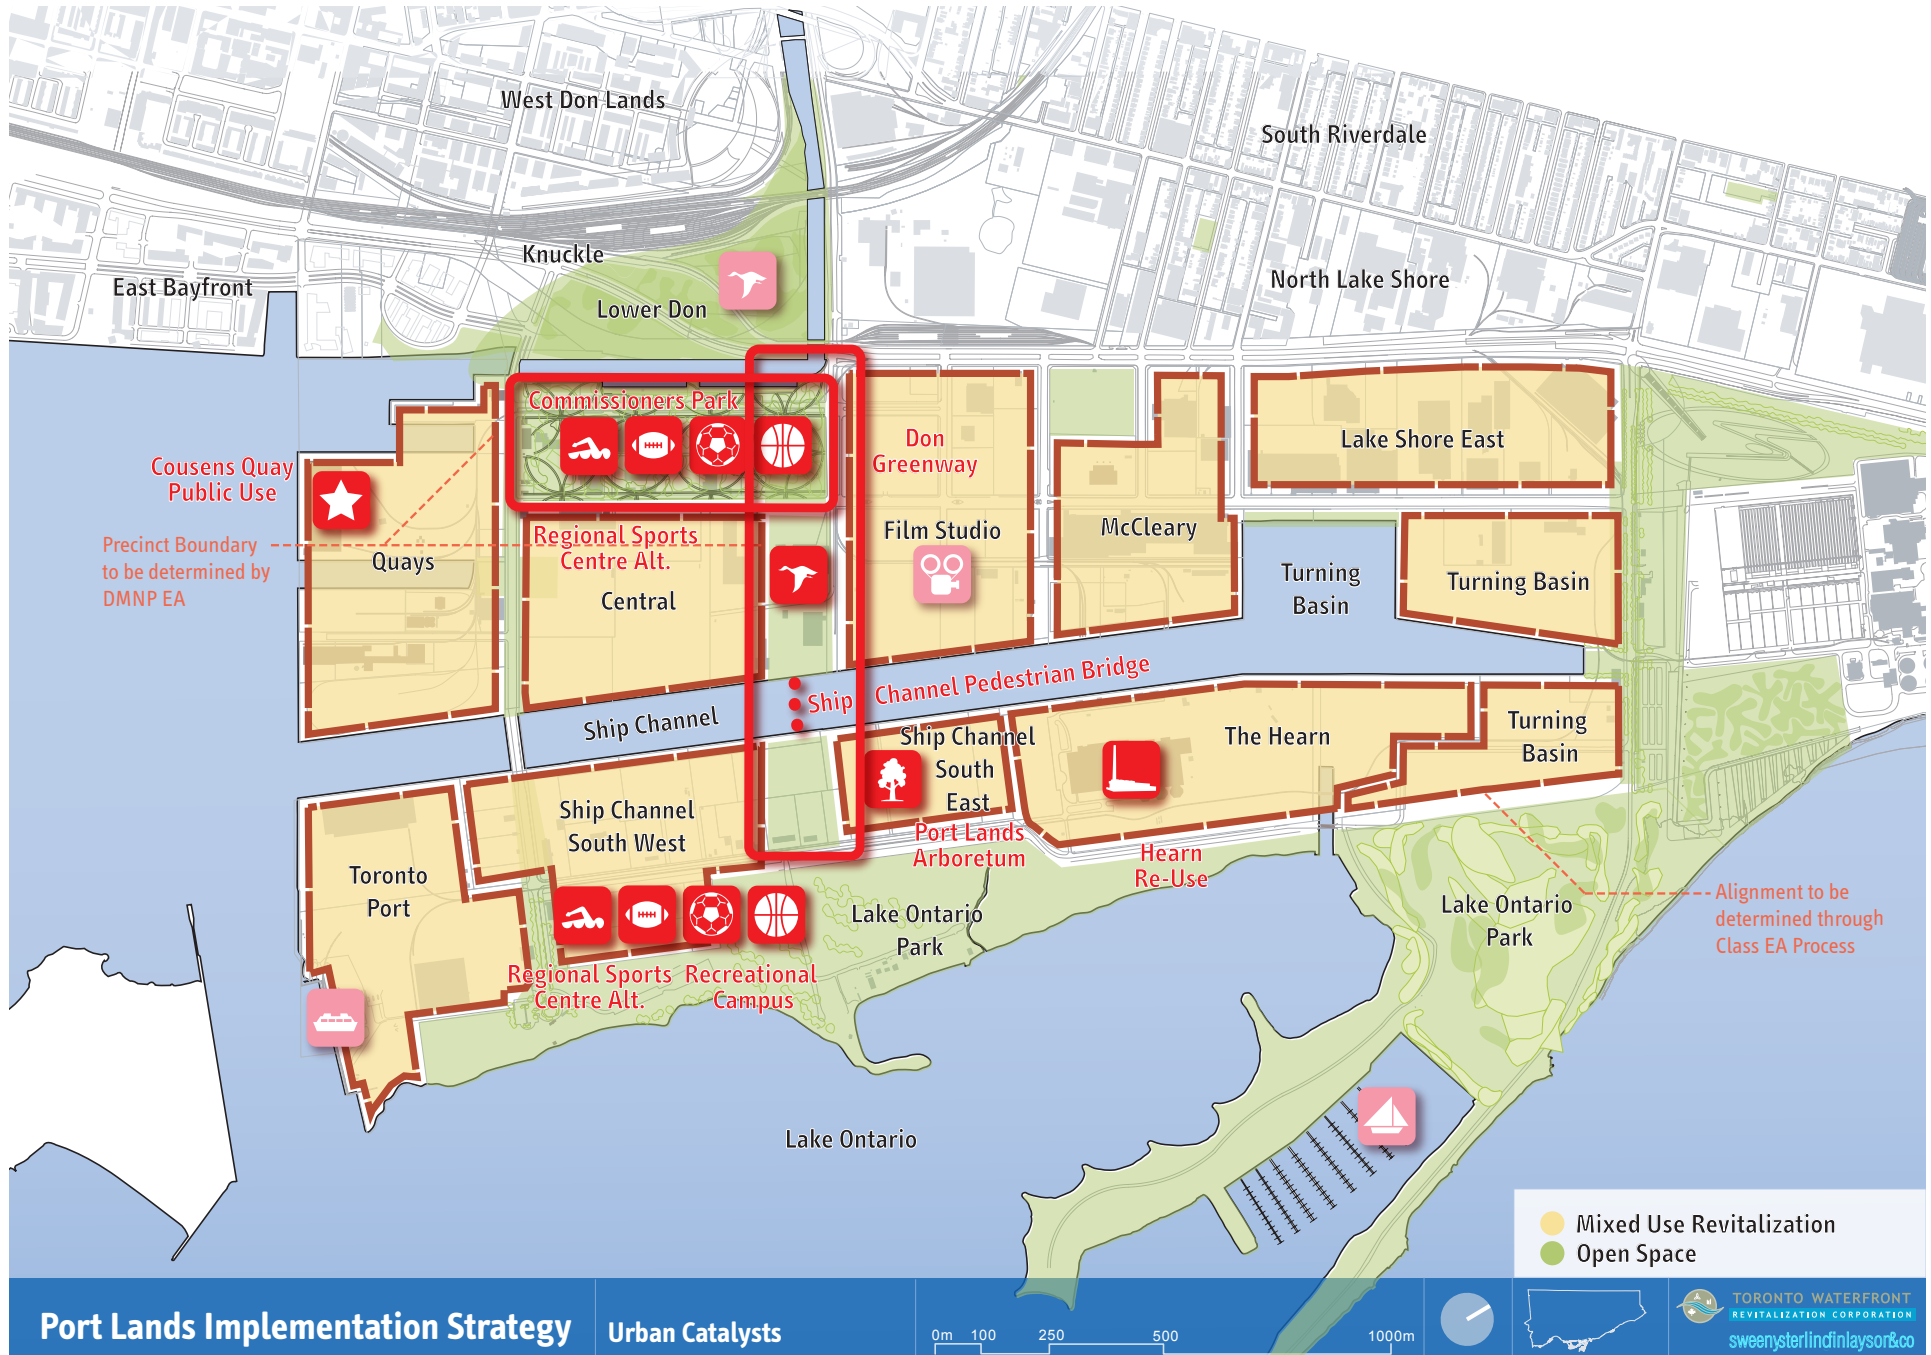 West Don Lands
South Riverdale
Knuckle
East Bayfront
Lower Don
North Lake Shore
Commissioners Park
Don
Greenway
Lake Shore East
Cousens Quay
Public Use
Film Studio
McCleary
Regional Sports
Centre Alt.
Precinct Boundary
to be determined by
DMNP EA
Quays
Central
Turning
Basin
Turning Basin
Ship Channel Pedestrian Bridge
Ship Channel
Ship Channel
South
East
The Hearn
Turning
Basin
Ship Channel
South West
Port Lands
Arboretum
Hearn
Re-Use
Toronto
Port
Lake Ontario
Park
Lake Ontario
Park
Alignment to be
determined through
Class EA Process
Regional Sports
Centre Alt.
Recreational
Campus
Lake Ontario
Mixed Use Revitalization
Open Space
Port Lands Implementation Strategy
Urban Catalysts
0m 100 250 500 1000m
TORONTO WATERFRONT
REVITALIZATION CORPORATION
sweenysterlingfinlayson&co